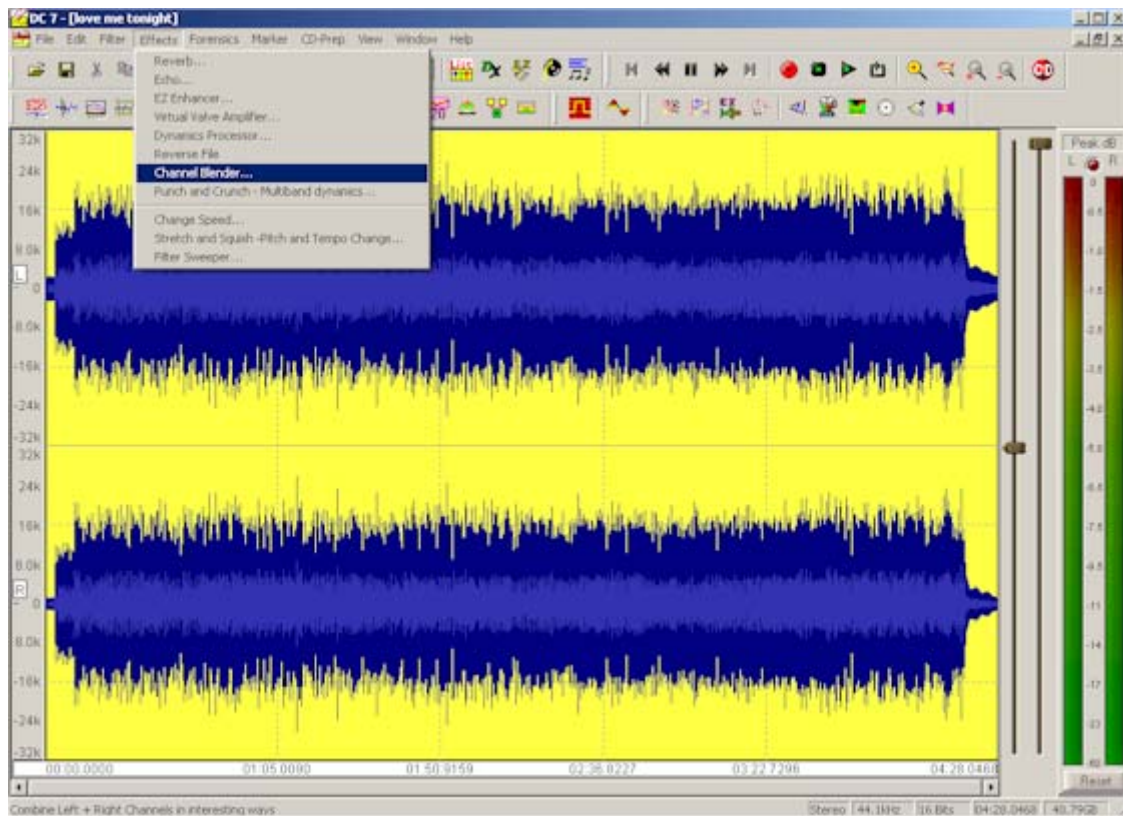 DC 7 - [love me tonight]
File Edit Filter Effects Forensics Marker CD-Prep View Window Help
Reverb...
Echo...
EZ Enhancer...
Virtual Valve Amplifier...
Dynamics Processor...
Reverse File
Channel Blender...
Punch and Crunch - Multiband dynamics...
Change Speed...
Stretch and Squish -Pitch and Tempo Change...
Filter Sweeper...
CD
Peak dB
L R
32k
24k
16k
8.0k
L
0
-8.0k
-16k
-24k
-32k
32k
24k
16k
8.0k
R
0
-8.0k
-16k
-24k
-32k
0
-11
-14
-17
Reset
00:00.0000 01:05.0090 01:50.9159 02:36.8227 03:22.7296 04:28.0468
Combine Left + Right Channels in interesting ways
Stereo 44.1kHz 16 Bits 04:28.0468 40.79GB